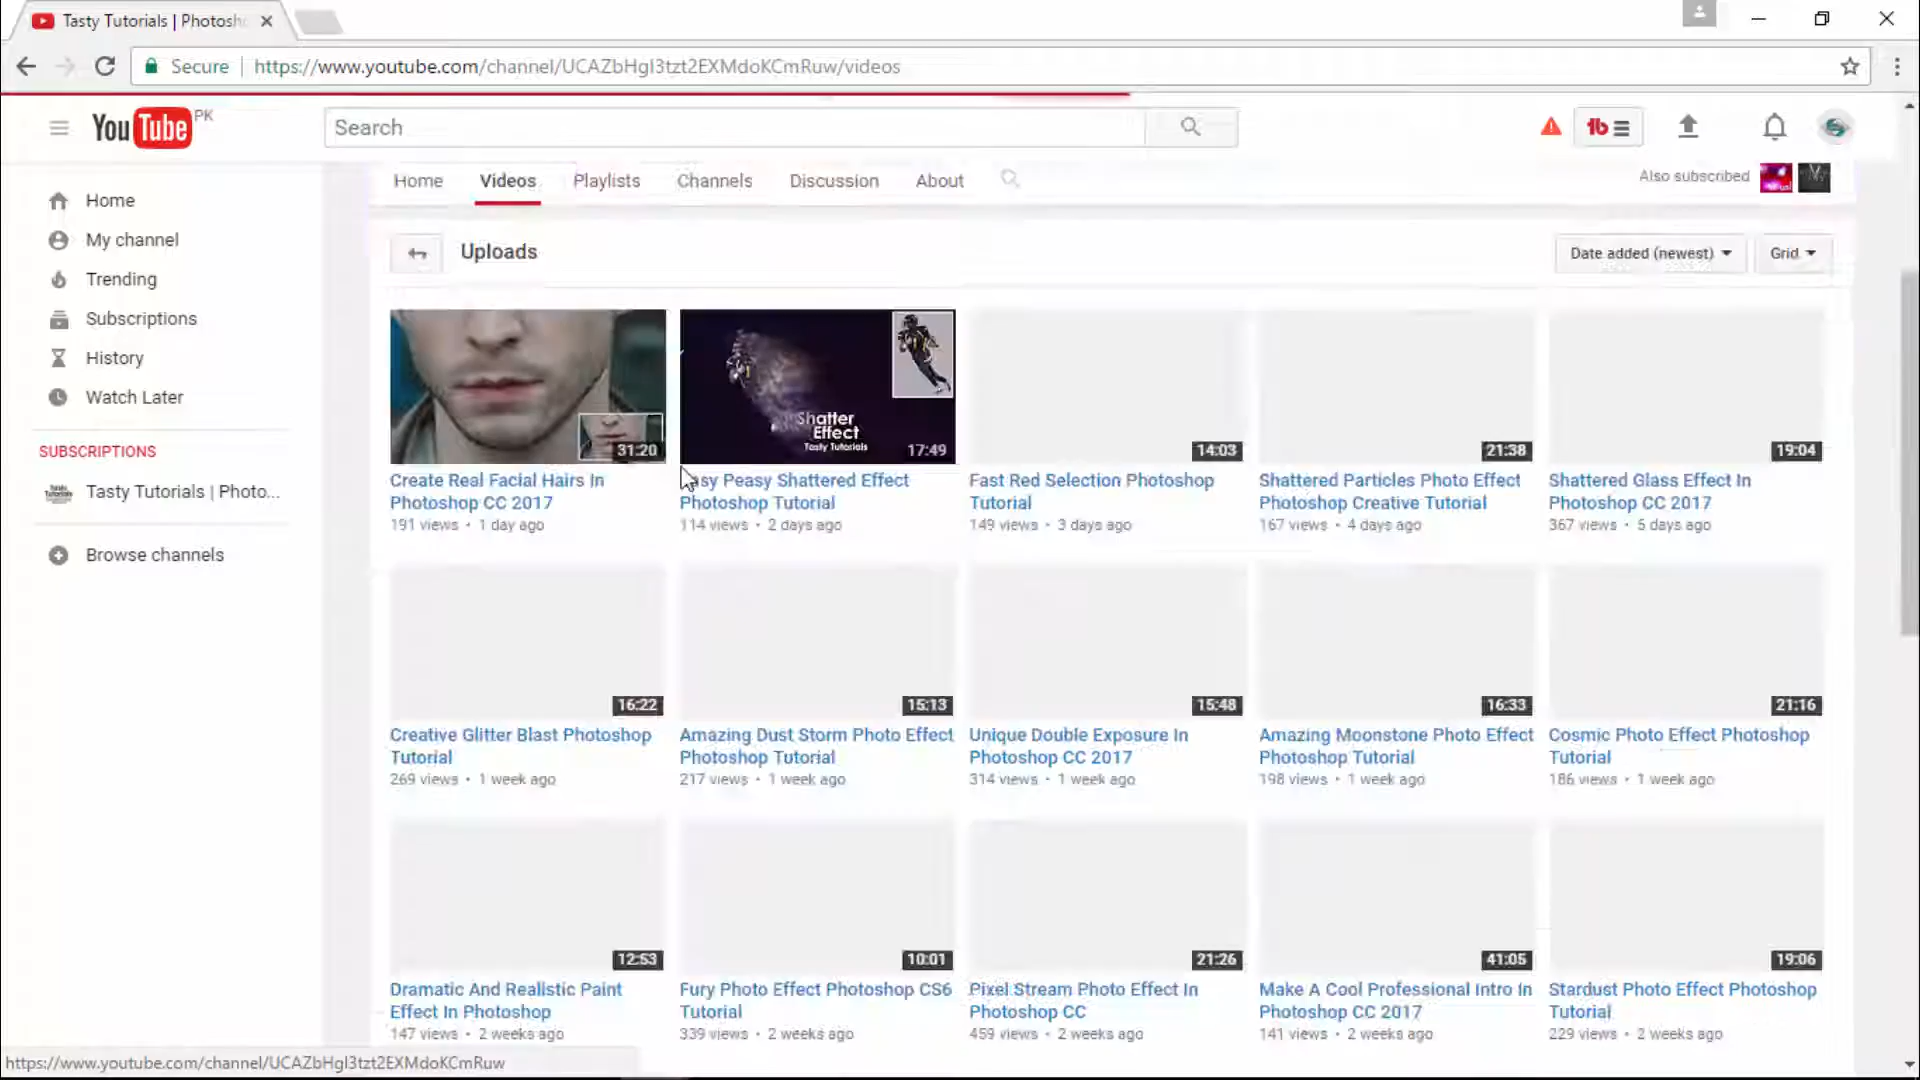 Tasty Tutorials | Photosh
Secure https://www.youtube.com/channel/UCAZbHgI3tzt2EXMdoKCmRuw/videos
YouTube PK
Search
Home Videos Playlists Channels Discussion About
Also subscribed
Home
My channel
Trending
Subscriptions
History
Watch Later
SUBSCRIPTIONS
Tasty Tutorials | Photo...
Browse channels
Uploads
Date added (newest) Grid
31:20
Shatter
Effect
Tasty Tutorials
17:49
14:03
21:38
19:04
Create Real Facial Hairs In
Photoshop CC 2017
191 views • 1 day ago
sy Peasy Shattered Effect
Photoshop Tutorial
114 views • 2 days ago
Fast Red Selection Photoshop
Tutorial
149 views • 3 days ago
Shattered Particles Photo Effect
Photoshop Creative Tutorial
167 views • 4 days ago
Shattered Glass Effect In
Photoshop CC 2017
367 views • 5 days ago
16:22
15:13
15:48
16:33
21:16
Creative Glitter Blast Photoshop
Tutorial
269 views • 1 week ago
Amazing Dust Storm Photo Effect
Photoshop Tutorial
217 views • 1 week ago
Unique Double Exposure In
Photoshop CC 2017
314 views • 1 week ago
Amazing Moonstone Photo Effect
Photoshop Tutorial
198 views • 1 week ago
Cosmic Photo Effect Photoshop
Tutorial
186 views • 1 week ago
12:53
10:01
21:26
41:05
19:06
Dramatic And Realistic Paint
Effect In Photoshop
147 views • 2 weeks ago
Fury Photo Effect Photoshop CS6
Tutorial
339 views • 2 weeks ago
Pixel Stream Photo Effect In
Photoshop CC
459 views • 2 weeks ago
Make A Cool Professional Intro In
Photoshop CC 2017
141 views • 2 weeks ago
Stardust Photo Effect Photoshop
Tutorial
229 views • 2 weeks ago
https://www.youtube.com/channel/UCAZbHgI3tzt2EXMdoKCmRuw